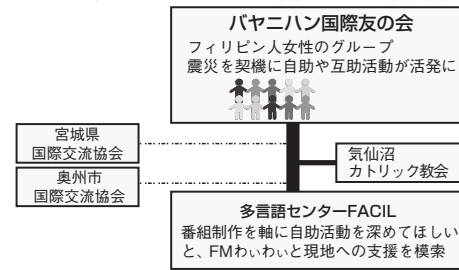 バヤニハン国際友の会
フィリピン人女性のグループ
震災を契機に自助や互助活動が活発に
宮城県
国際交流協会
奥州市
国際交流協会
気仙沼
カトリック教会
多言語センターFACIL
番組制作を軸に自助活動を深めてほしい
と、FMわぃわぃと現地への支援を模索